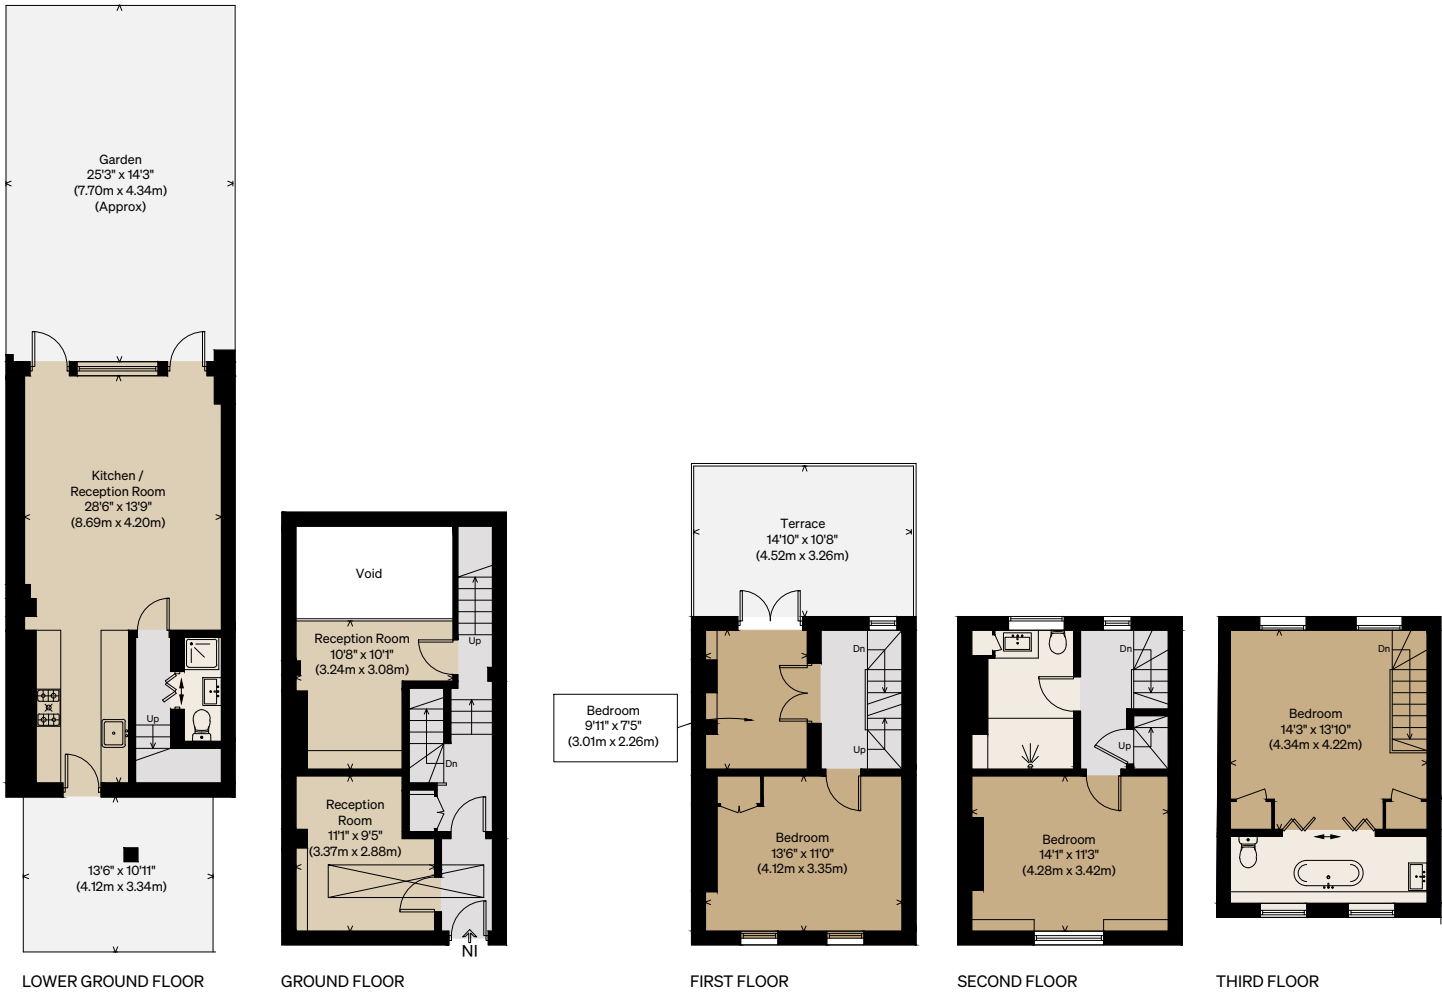 Garden
25'3" x 14'3"
(7.70m x 4.34m)
(Approx)
Kitchen /
Reception Room
28'6" x 13'9"
(8.69m x 4.20m)
Up
13'6" x 10'11"
(4.12m x 3.34m)
LOWER GROUND FLOOR
Void
Up
Reception Room
10'8" x 10'1"
(3.24m x 3.08m)
Dn
Reception
Room
11'1" x 9'5"
(3.37m x 2.88m)
IN
GROUND FLOOR
Terrace
14'10" x 10'8"
(4.52m x 3.26m)
Dn
Bedroom
9'11" x 7'5"
(3.01m x 2.26m)
Up
Bedroom
13'6" x 11'0"
(4.12m x 3.35m)
FIRST FLOOR
Dn
Up
Bedroom
14'1" x 11'3"
(4.28m x 3.42m)
SECOND FLOOR
Dn
Bedroom
14'3" x 13'10"
(4.34m x 4.22m)
THIRD FLOOR